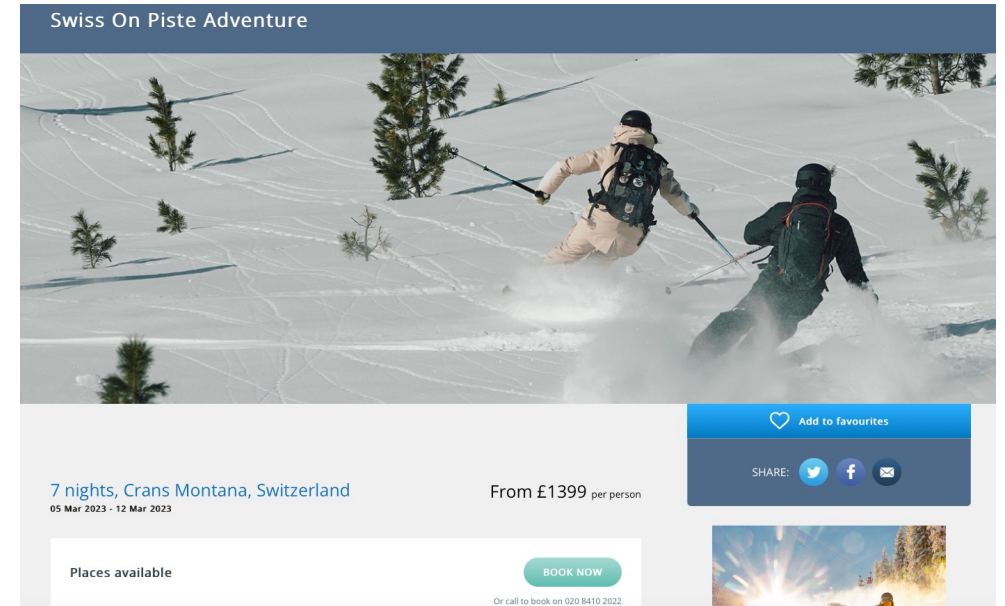 Swiss On Piste Adventure
Add to favourites
SHARE:
7 nights, Crans Montana, Switzerland
From £1399 per person
05 Mar 2023 - 12 Mar 2023
Places available
BOOK NOW
Or call to book on 020 8410 2022